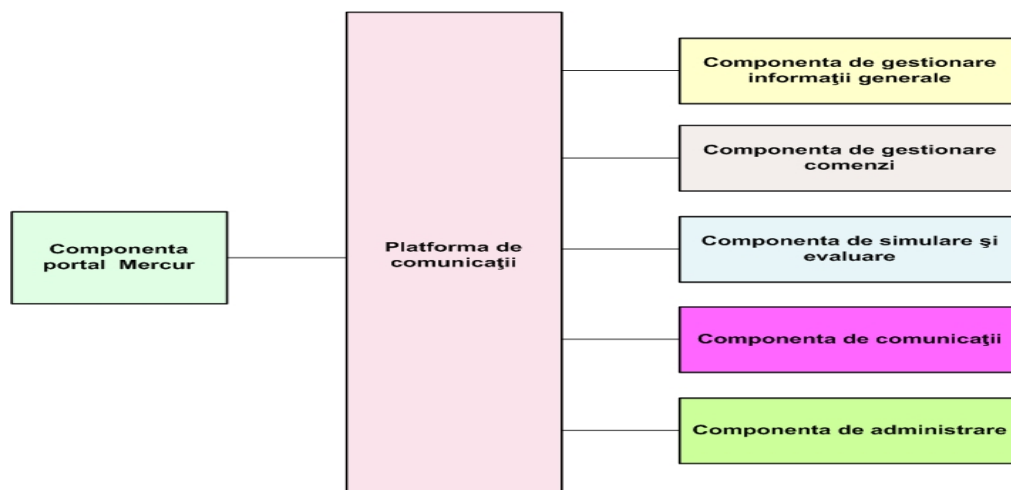 Componenta
portal Mercur
Platforma de
comunicaţii
Componenta de gestionare
informaţii generale
Componenta de gestionare
comenzi
Componenta de simulare şi
evaluare
Componenta de comunicaţii
Componenta de administrare